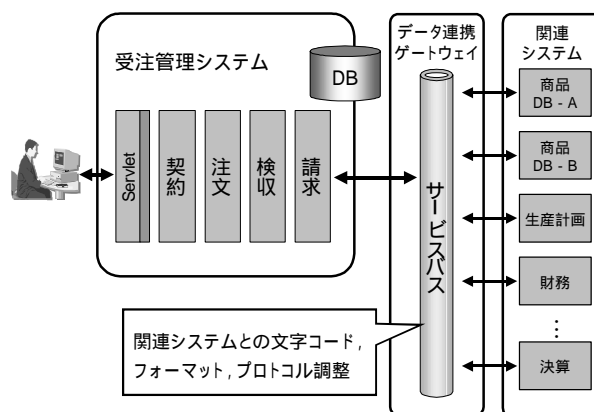 受注管理システム
DB
Servlet
契約
注文
検収
請求
データ連携
ゲートウェイ
サービスバス
関連
システム
商品
DB - A
商品
DB - B
生産計画
財務
⋮
決算
関連システムとの文字コード,
フォーマット,プロトコル調整